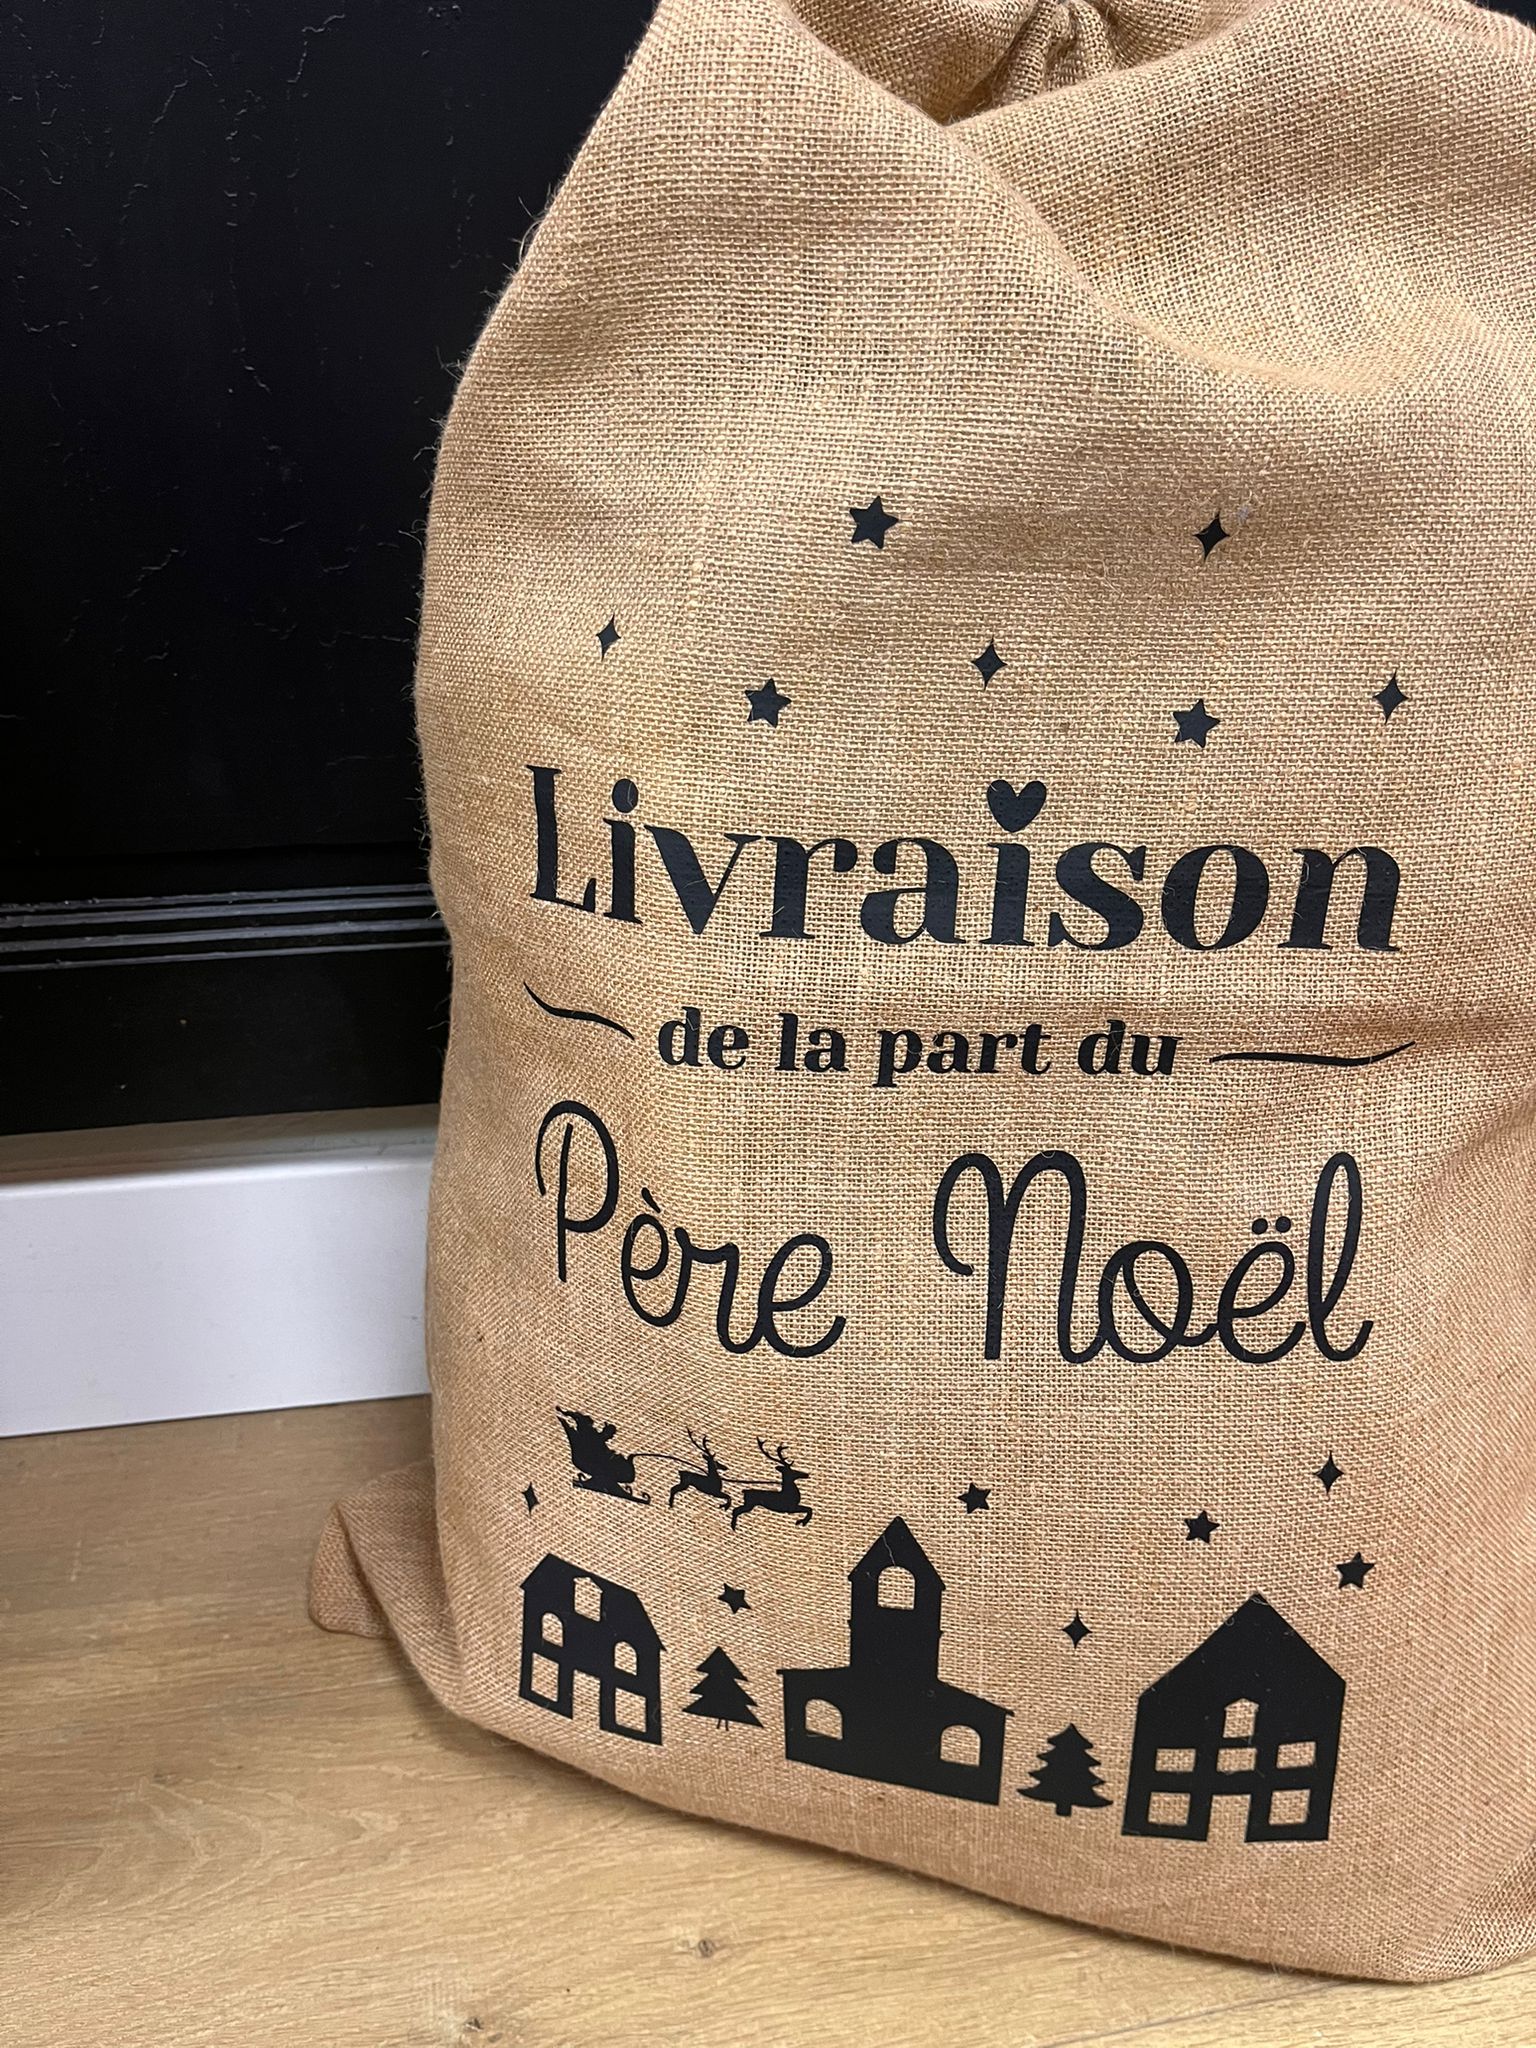 Livraison
de la part du
Père Noël